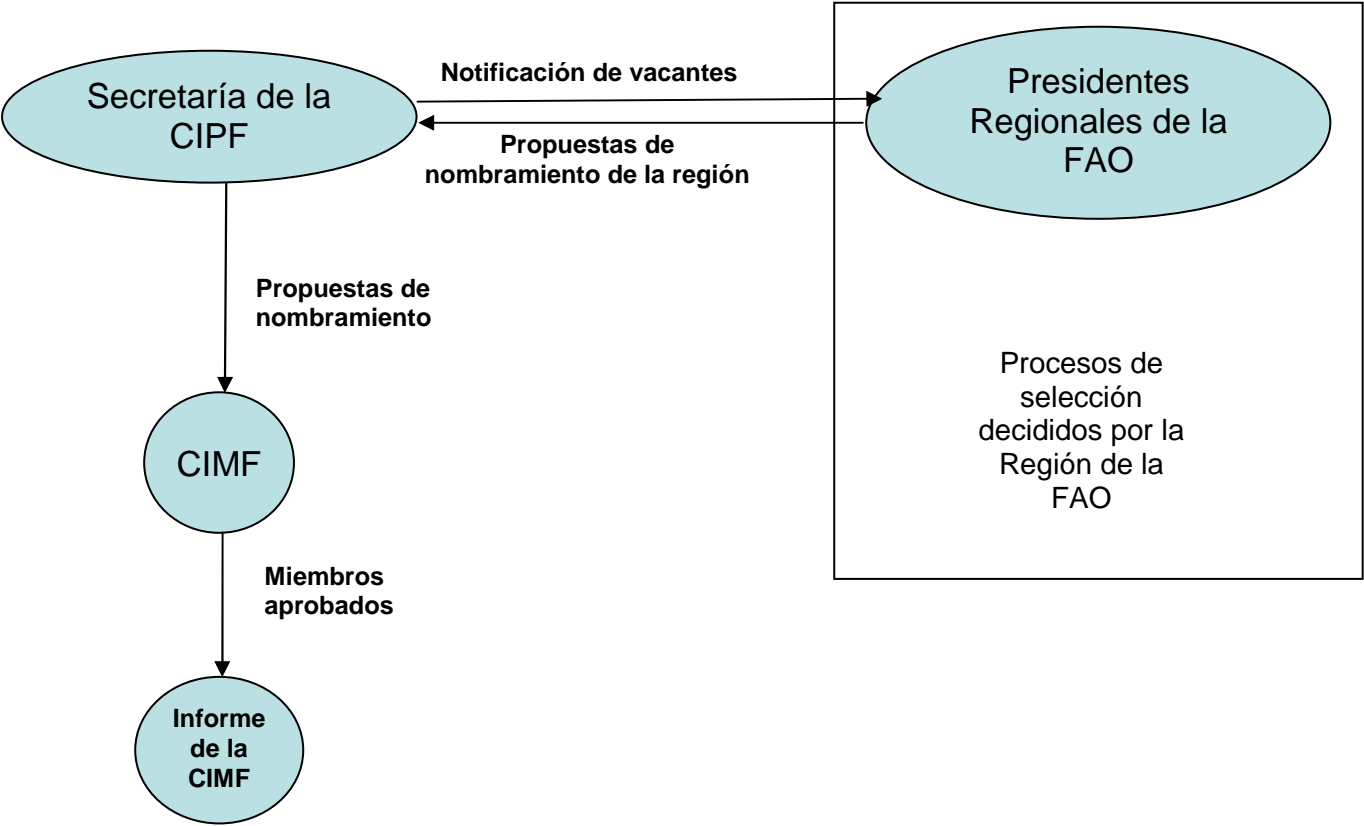 Secretaría de la
CIPF
Notificación de vacantes
Propuestas de
nombramiento de la región
Presidentes
Regionales de la
FAO
Propuestas de
nombramiento
Procesos de
selección
decididos por la
Región de la
FAO
CIMF
Miembros
aprobados
Informe
de la
CIMF